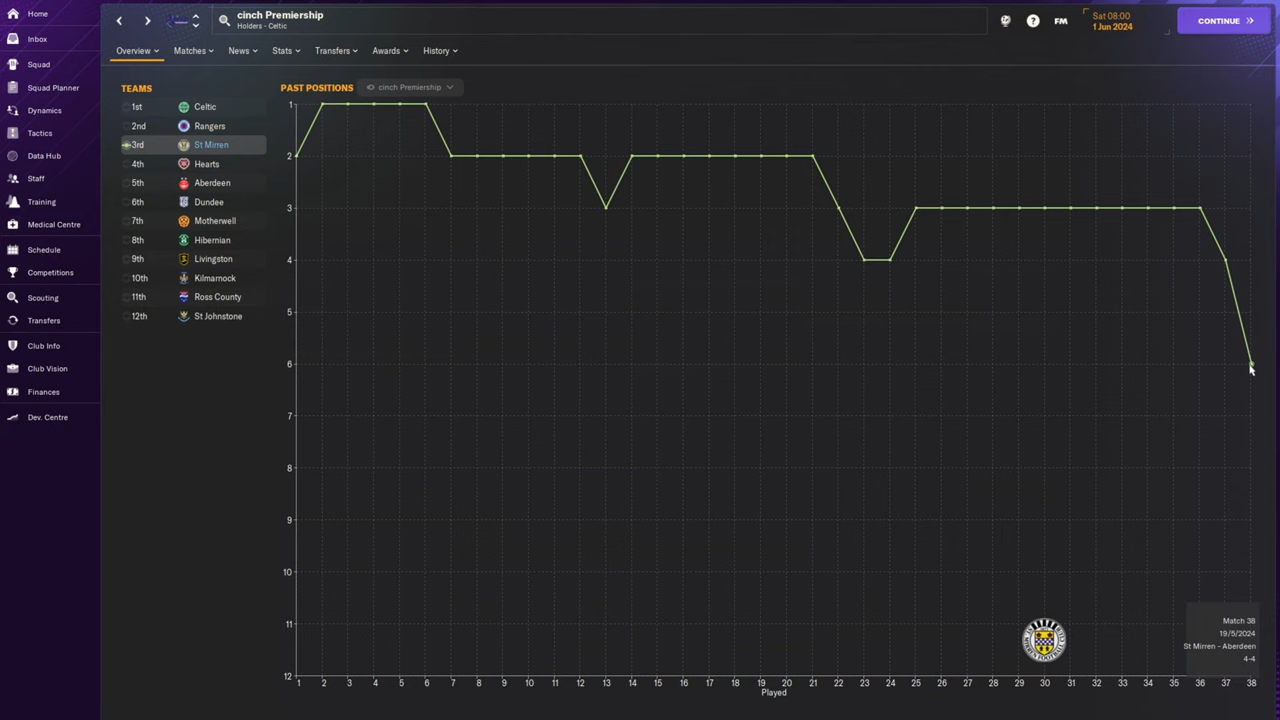 Home
Inbox
Squad
Squad Planner
Dynamics
Tactics
Data Hub
Staff
Training
Medical Centre
Schedule
Competitions
Scouting
Transfers
Club Info
Club Vision
Finances
Dev. Centre
cinch Premiership
Holders - Celtic
? FM
Sat 08:00
1 Jun 2024
CONTINUE
Overview Matches News Stats Transfers Awards History
TEAMS
1st Celtic
2nd Rangers
3rd St Mirren
4th Hearts
5th Aberdeen
6th Dundee
7th Motherwell
8th Hibernian
9th Livingston
10th Kilmarnock
11th Ross County
12th St Johnstone
PAST POSITIONS cinch Premiership
1
2
3
4
5
6
7
8
9
10
11
12
1 2 3 4 5 6 7 8 9 10 11 12 13 14 15 16 17 18 19 20 21 22 23 24 25 26 27 28 29 30 31 32 33 34 35 36 37 38
Played
Match 38
19/5/2024
St Mirren - Aberdeen
4-4